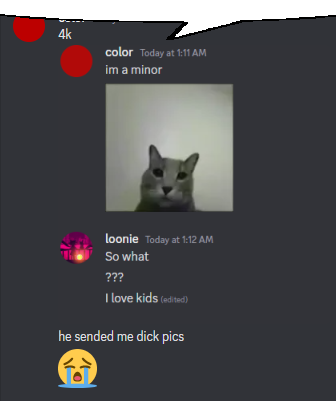 4k
color Today at 1:11 AM
im a minor
loonie Today at 1:12 AM
So what
???
I love kids (edited)
he sended me dick pics